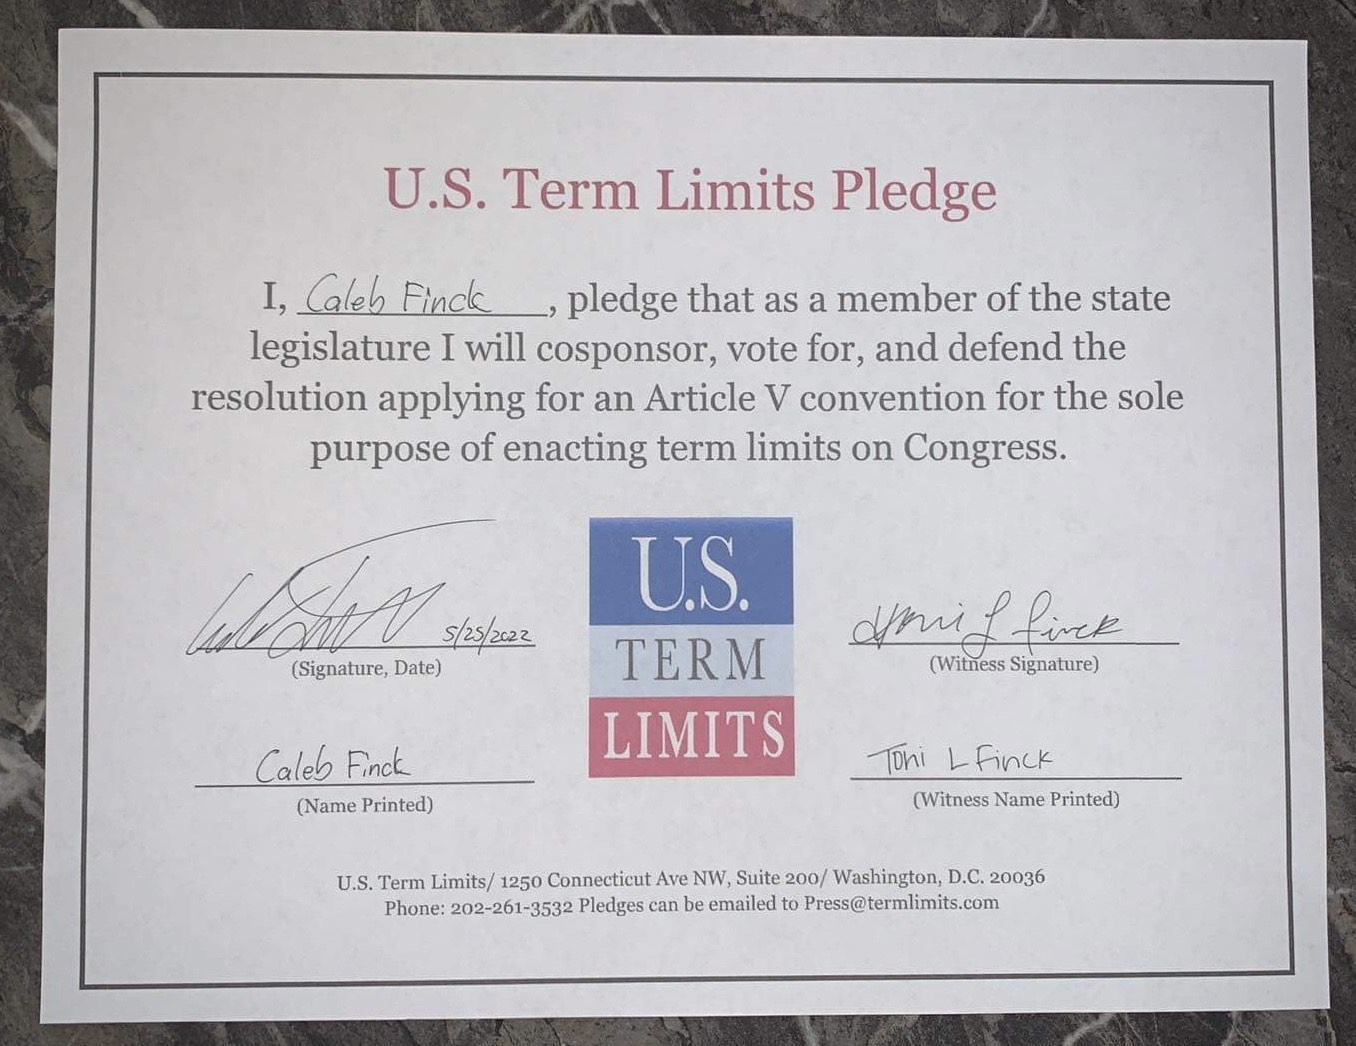 U.S. Term Limits Pledge
I, Caleb Finck, pledge that as a member of the state
legislature I will cosponsor, vote for, and defend the
resolution applying for an Article V convention for the sole
purpose of enacting term limits on Congress.
5/25/2022
(Signature, Date)
U.S.
TERM
LIMITS
Toni L Finck
(Witness Signature)
Caleb Finck
(Name Printed)
Toni L Finck
(Witness Name Printed)
U.S. Term Limits/ 1250 Connecticut Ave NW, Suite 200/ Washington, D.C. 20036
Phone: 202-261-3532 Pledges can be emailed to Press@termlimits.com